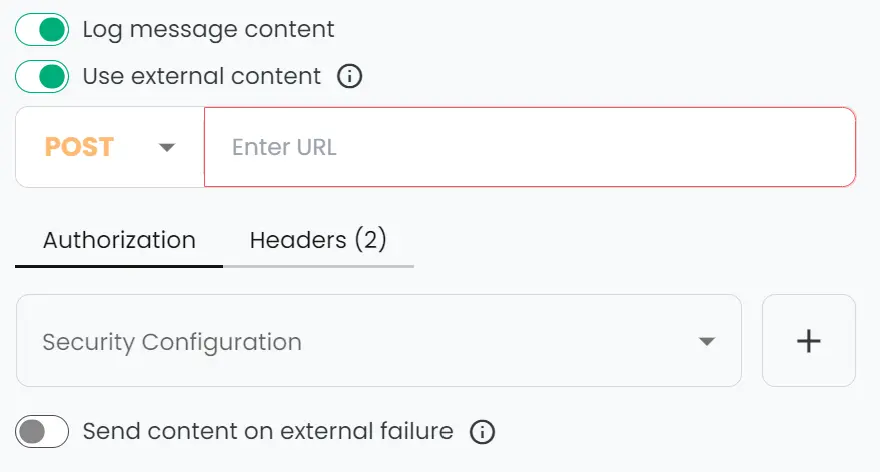 Log message content
Use external content
POST Enter URL
Authorization Headers (2)
Security Configuration +
Send content on external failure